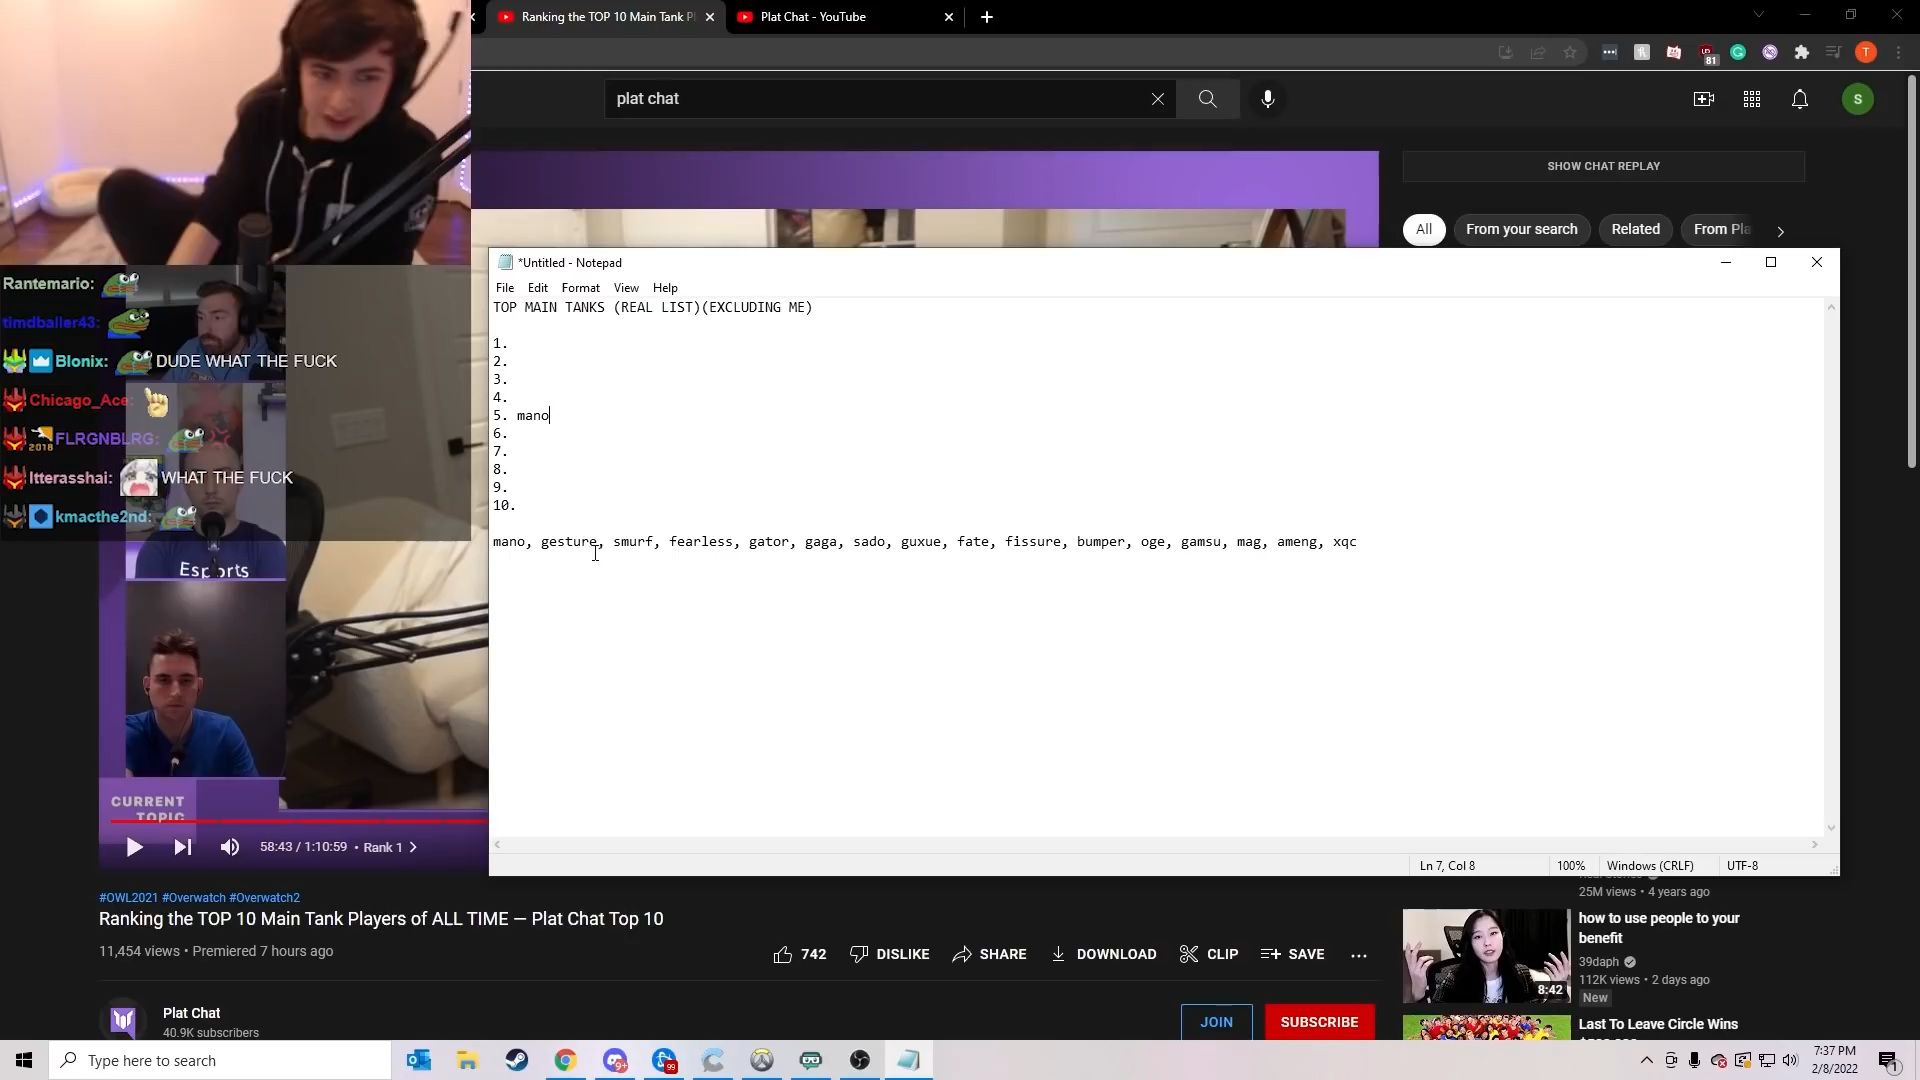 Ranking the TOP 10 Main Tank P
Plat Chat - YouTube
81
T
plat chat
S
SHOW CHAT REPLAY
All
From your search
Related
From Pla
Rantemario:
timdballer43:
Blonix: DUDE WHAT THE FUCK
Chicago_Ace:
2018 FLRGNBLRG:
Itterasshai: WHAT THE FUCK
kmacthe2nd:
Esports
CURRENT
TOPIC
*Untitled - Notepad
File Edit Format View Help
TOP MAIN TANKS (REAL LIST)(EXCLUDING ME)
1.
2.
3.
4.
5. mano
6.
7.
8.
9.
10.
mano, gesture, smurf, fearless, gator, gaga, sado, guxue, fate, fissure, bumper, oge, gamsu, mag, ameng, xqc
Ln 7, Col 8
100%
Windows (CRLF)
UTF-8
58:43 / 1:10:59 • Rank 1
#OWL2021 #Overwatch #Overwatch2
Ranking the TOP 10 Main Tank Players of ALL TIME — Plat Chat Top 10
11,454 views • Premiered 7 hours ago
742
DISLIKE
SHARE
DOWNLOAD
CLIP
SAVE
Plat Chat
40.9K subscribers
JOIN
SUBSCRIBE
25M views • 4 years ago
how to use people to your
benefit
39daph
112K views • 2 days ago
New
8:42
Last To Leave Circle Wins
Type here to search
9+
99
7:37 PM
2/8/2022
1